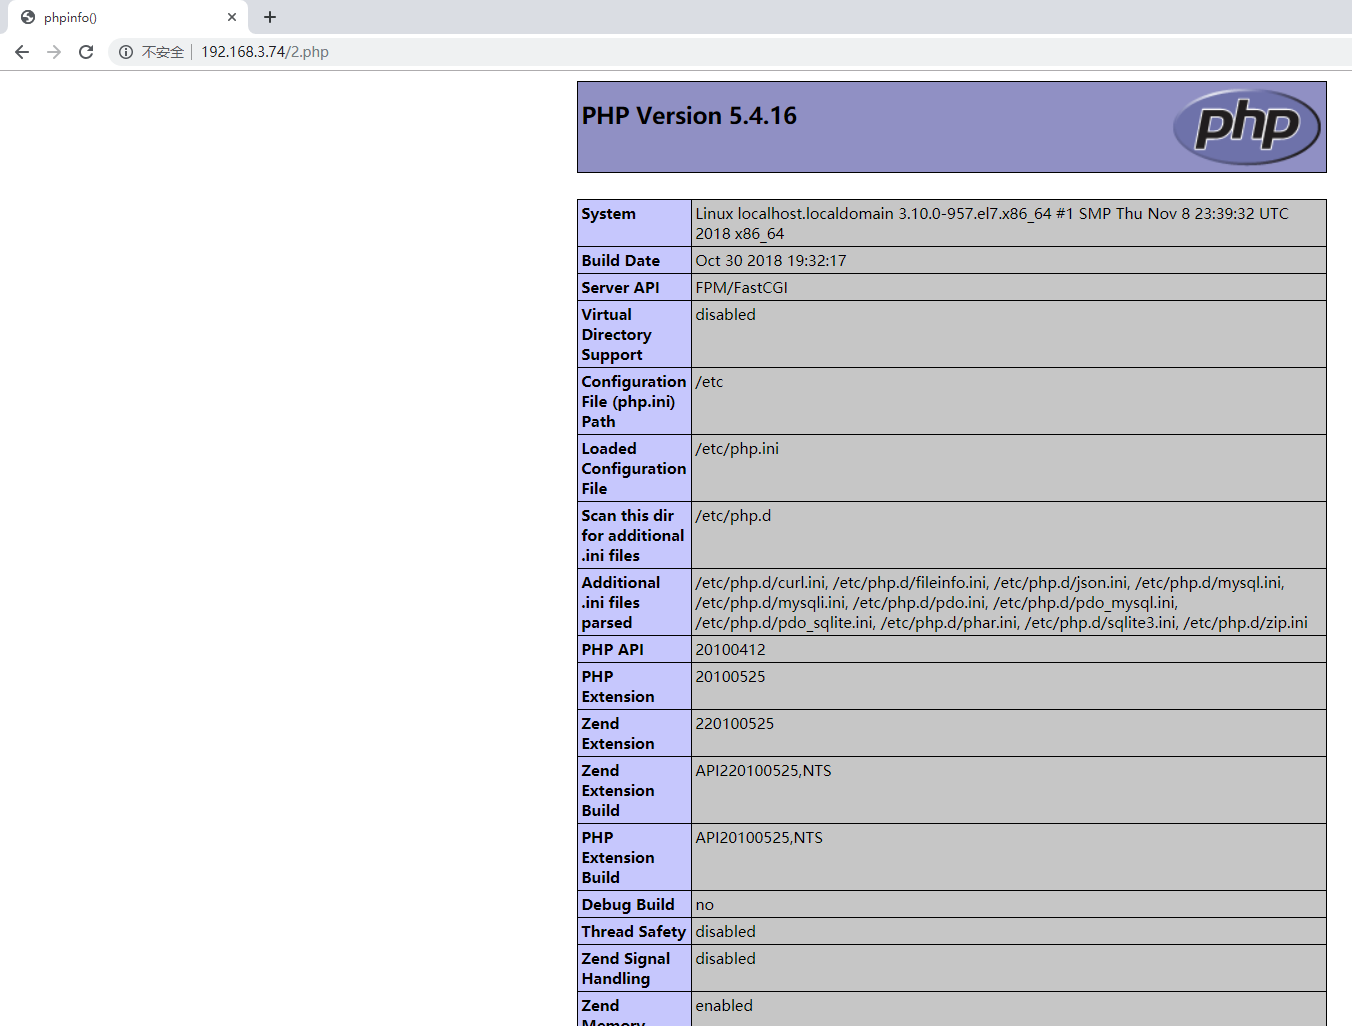 phpinfo()
不安全 192.168.3.74/2.php
PHP Version 5.4.16
php
System
Linux localhost.localdomain 3.10.0-957.el7.x86_64 #1 SMP Thu Nov 8 23:39:32 UTC
2018 x86_64
Build Date
Oct 30 2018 19:32:17
Server API
FPM/FastCGI
Virtual
Directory
Support
disabled
Configuration
File (php.ini)
Path
/etc
Loaded
Configuration
File
/etc/php.ini
Scan this dir
for additional
.ini files
/etc/php.d
Additional
.ini files
parsed
/etc/php.d/curl.ini, /etc/php.d/fileinfo.ini, /etc/php.d/json.ini, /etc/php.d/mysql.ini,
/etc/php.d/mysqli.ini, /etc/php.d/pdo.ini, /etc/php.d/pdo_mysql.ini,
/etc/php.d/pdo_sqlite.ini, /etc/php.d/phar.ini, /etc/php.d/sqlite3.ini, /etc/php.d/zip.ini
PHP API
20100412
PHP
Extension
20100525
Zend
Extension
220100525
Zend
Extension
Build
API220100525,NTS
PHP
Extension
Build
API20100525,NTS
Debug Build
no
Thread Safety
disabled
Zend Signal
Handling
disabled
Zend
Memory
enabled